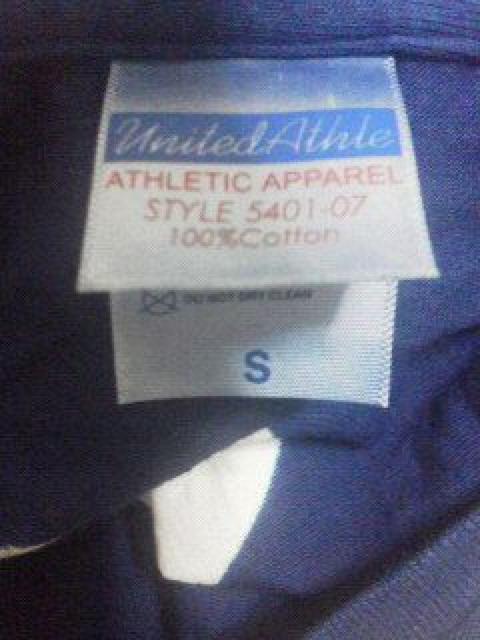 United Athle
ATHLETIC APPAREL
STYLE 5401-07
100%Cotton
DO NOT DRY CLEAN
S